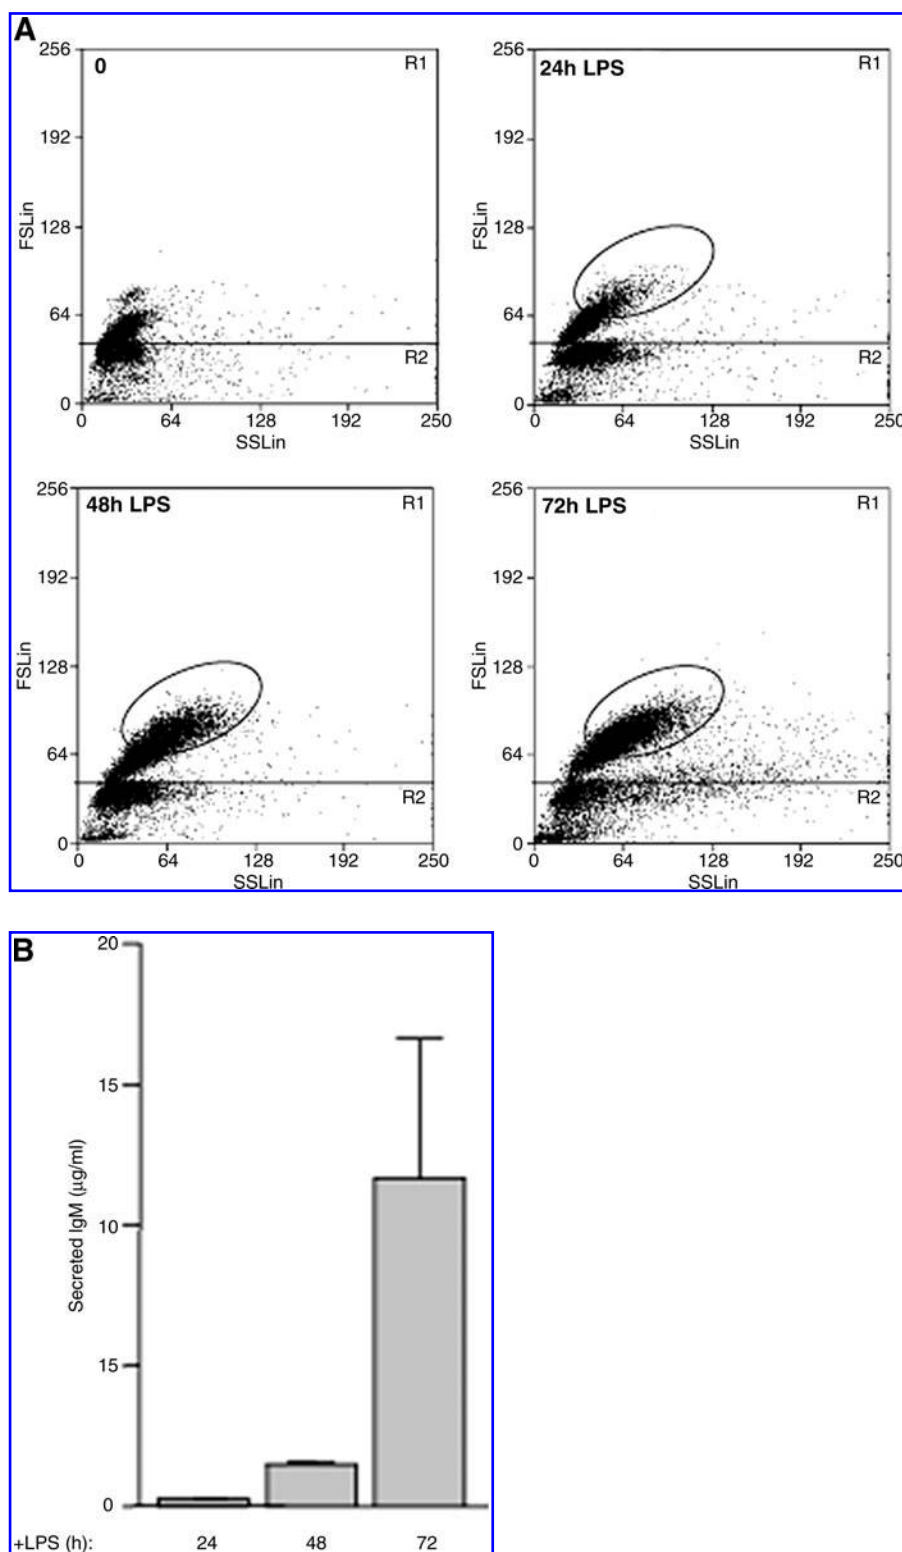 A
0
R1
R2
256
192
128
64
0
FSLin
0 64 128 192 250
SSLin
24h LPS
R1
R2
256
192
128
64
0
FSLin
0 64 128 192 250
SSLin
48h LPS
R1
R2
256
192
128
64
0
FSLin
0 64 128 192 250
SSLin
72h LPS
R1
R2
256
192
128
64
0
FSLin
0 64 128 192 250
SSLin
B
20
15
10
15
0
Secreted IgM (μg/ml)
+LPS (h): 24 48 72